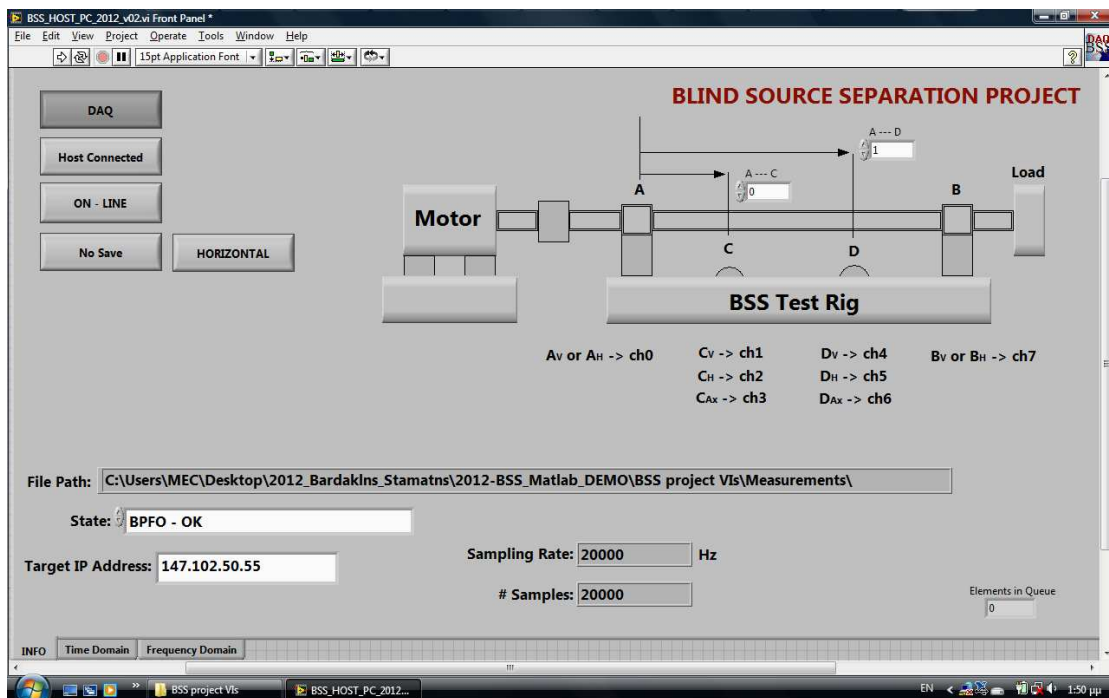 BSS_HOST_PC_2012_v02.vi Front Panel *
File Edit View Project Operate Tools Window Help
15pt Application Font
DAQ
BSS
BLIND SOURCE SEPARATION PROJECT
DAQ
Host Connected
ON - LINE
No Save
HORIZONTAL
A --- D
1
A --- C
0
Load
A
B
Motor
C
D
BSS Test Rig
AV or AH -> ch0
CV -> ch1
DV -> ch4
BV or BH -> ch7
CH -> ch2
DH -> ch5
CAx -> ch3
DAx -> ch6
File Path: C:\Users\MEC\Desktop\2012_Bardaklns_Stamatns\2012-BSS_Matlab_DEMO\BSS project VIs\Measurements\
State: BPFO - OK
Target IP Address: 147.102.50.55
Sampling Rate: 20000 Hz
# Samples: 20000
Elements in Queue
0
INFO Time Domain Frequency Domain
BSS project VIs BSS_HOST_PC_2012... EN 1:50 μμ